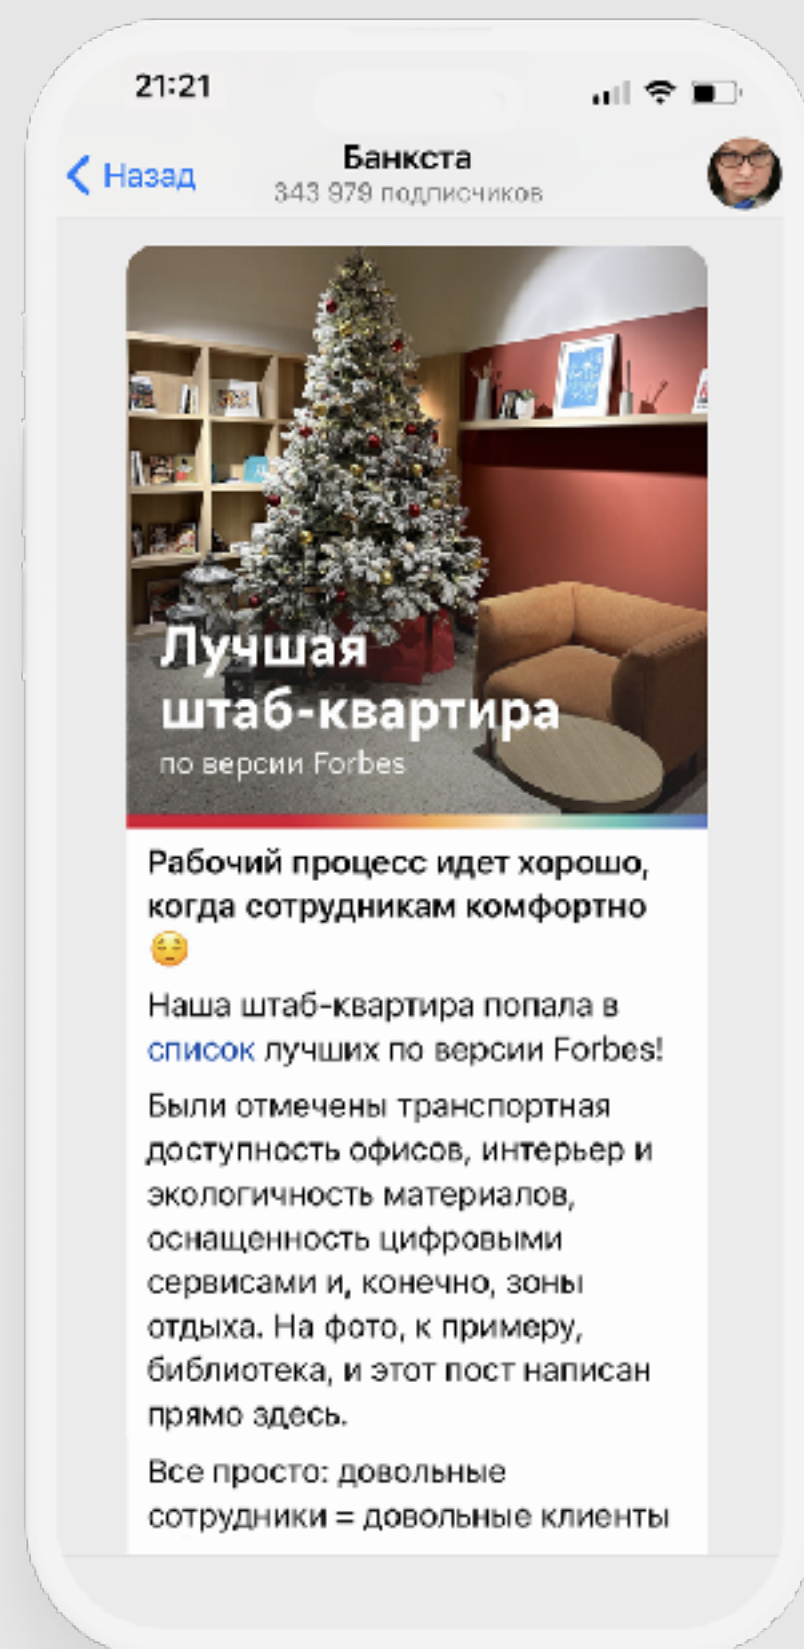 21:21
Назад
Банкста
343 979 подписчиков
Лучшая
штаб-квартира
по версии Forbes
Рабочий процесс идет хорошо,
когда сотрудникам комфортно
😌
Наша штаб-квартира попала в
список лучших по версии Forbes!
Были отмечены транспортная
доступность офисов, интерьер и
экологичность материалов,
оснащенность цифровыми
сервисами и, конечно, зоны
отдыха. На фото, к примеру,
библиотека, и этот пост написан
прямо здесь.
Все просто: довольные
сотрудники = довольные клиенты